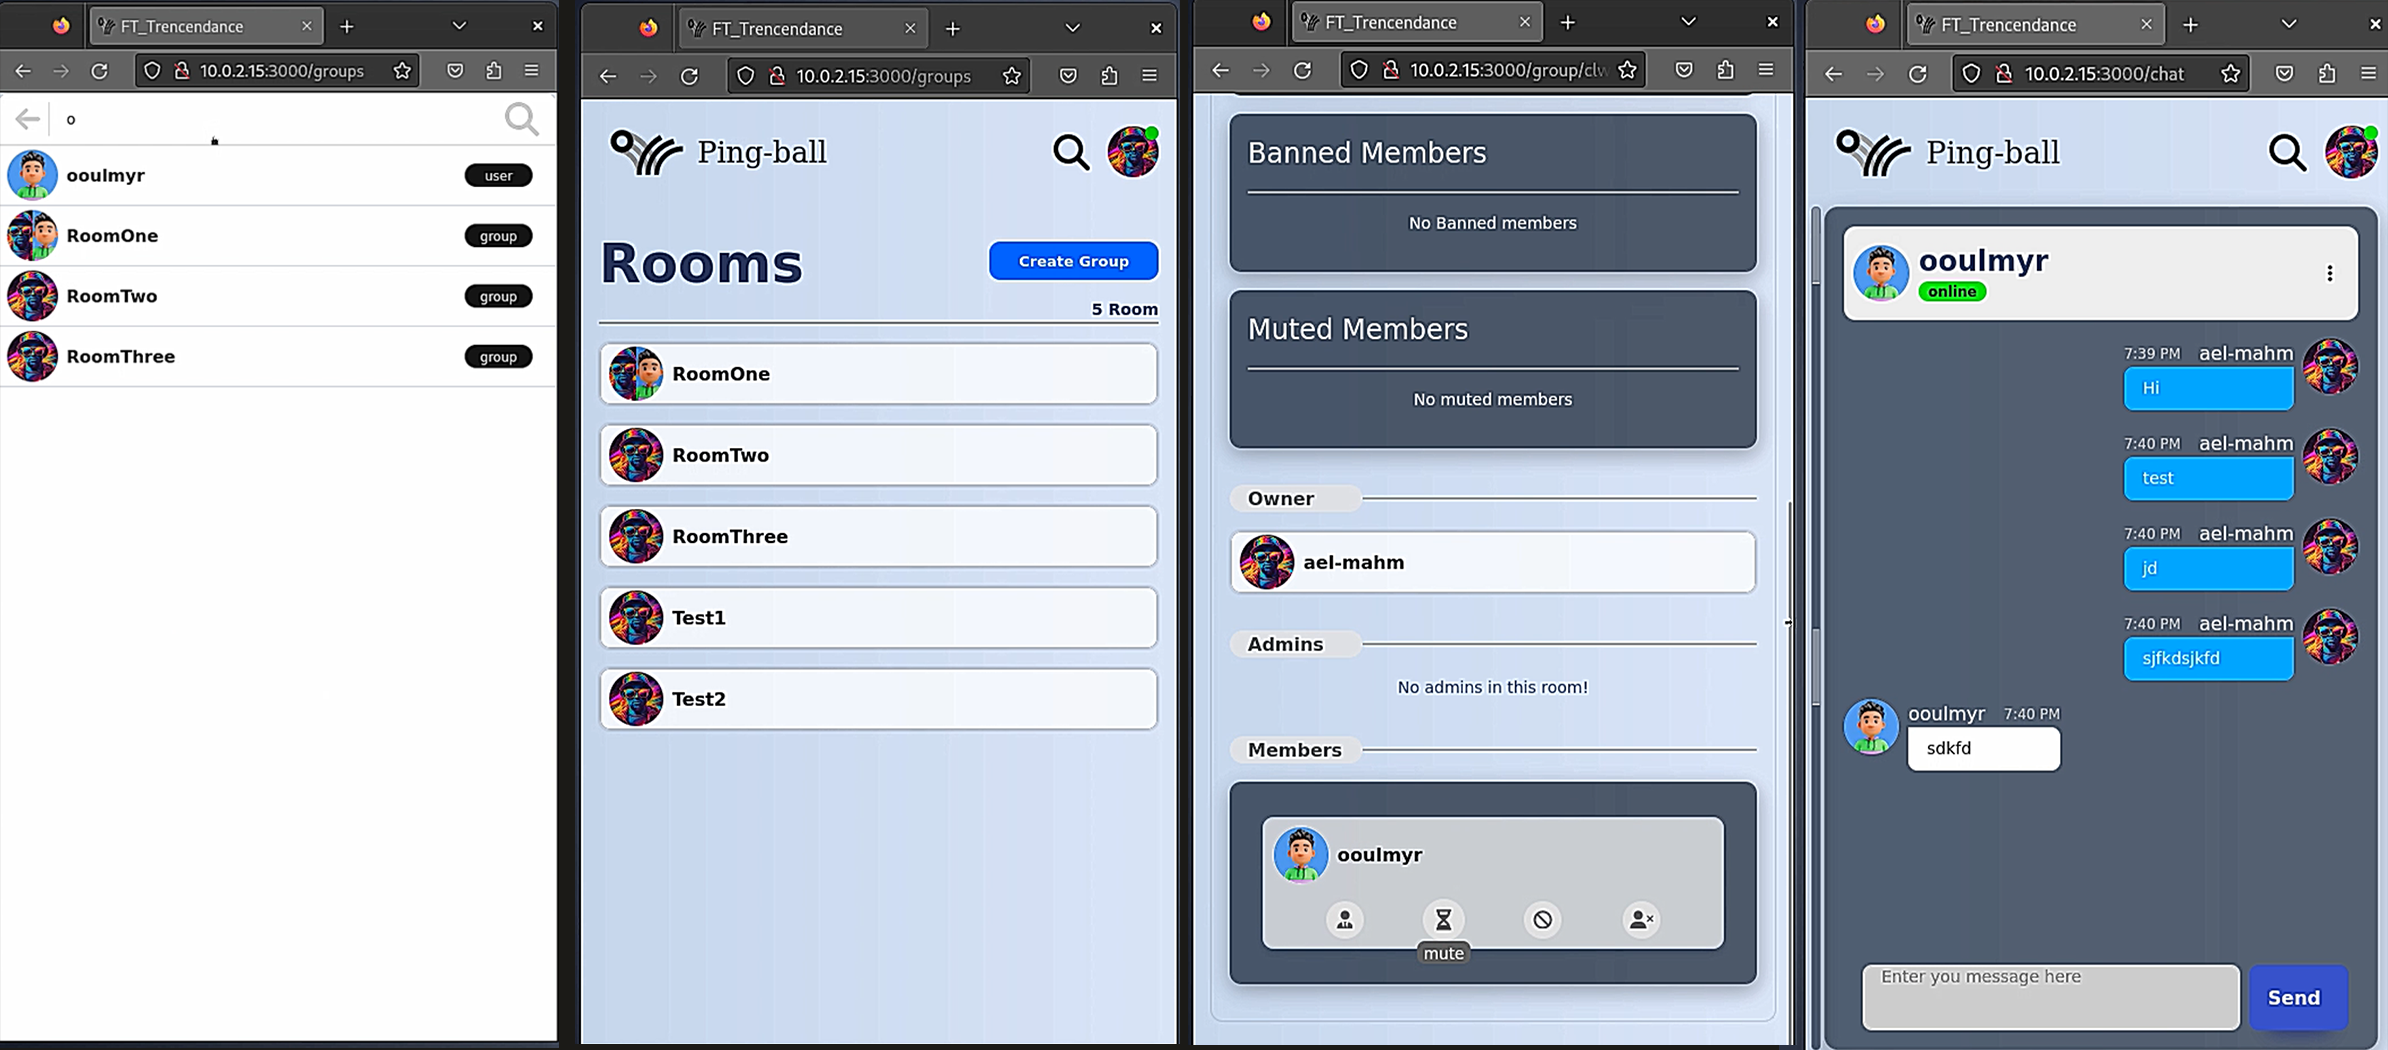 FT_Trencendance
10.0.2.15:3000/groups
o
ooulmyr
user
RoomOne
group
RoomTwo
group
RoomThree
group
FT_Trencendance
10.0.2.15:3000/groups
Ping-ball
Rooms
Create Group
5 Room
RoomOne
RoomTwo
RoomThree
Test1
Test2
FT_Trencendance
10.0.2.15:3000/group/clw
Banned Members
No Banned members
Muted Members
No muted members
Owner
ael-mahm
Admins
No admins in this room!
Members
ooulmyr
mute
FT_Trencendance
10.0.2.15:3000/chat
Ping-ball
ooulmyr
online
7:39 PM ael-mahm
Hi
7:40 PM ael-mahm
test
7:40 PM ael-mahm
jd
7:40 PM ael-mahm
sjfkdsjkfd
ooulmyr 7:40 PM
sdkfd
Enter you message here
Send